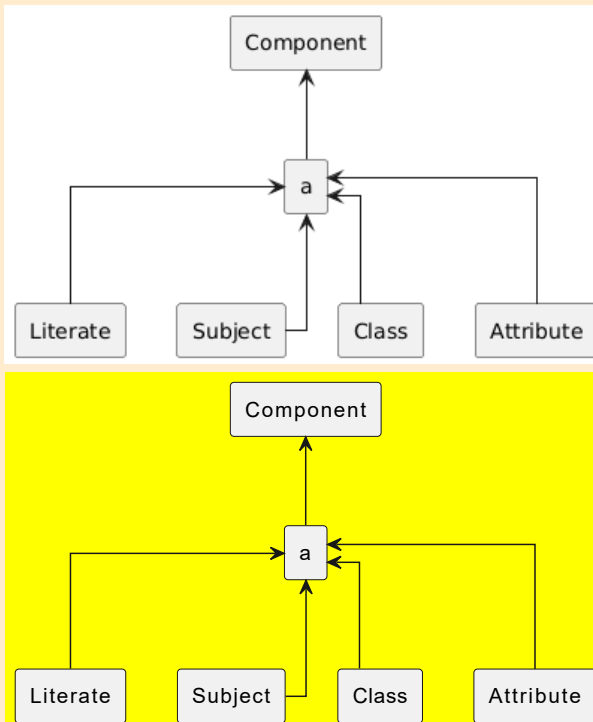 Component
a
Literate Subject Class Attribute
Component
a
Literate Subject Class Attribute